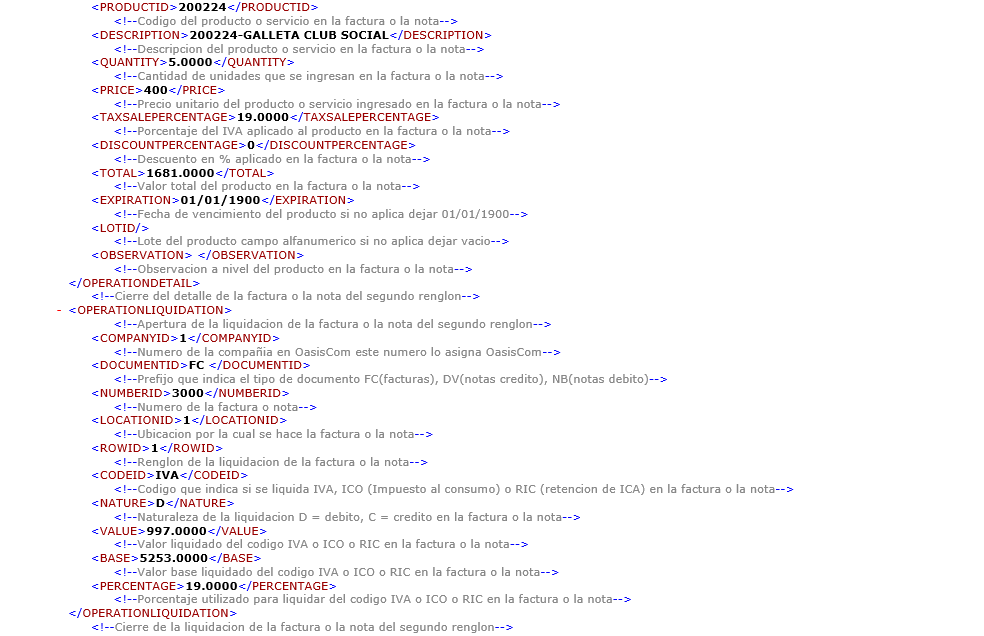 <PRODUCTID>200224</PRODUCTID>
<!--Codigo del producto o servicio en la factura o la nota-->
<DESCRIPTION>200224-GALLETA CLUB SOCIAL</DESCRIPTION>
<!--Descripcion del producto o servicio en la factura o la nota-->
<QUANTITY>5.0000</QUANTITY>
<!--Cantidad de unidades que se ingresan en la factura o la nota-->
<PRICE>400</PRICE>
<!--Precio unitario del producto o servicio ingresado en la factura o la nota-->
<TAXSALEPERCENTAGE>19.0000</TAXSALEPERCENTAGE>
<!--Porcentaje del IVA aplicado al producto en la factura o la nota-->
<DISCOUNTPERCENTAGE>0</DISCOUNTPERCENTAGE>
<!--Descuento en % aplicado en la factura o la nota-->
<TOTAL>1681.0000</TOTAL>
<!--Valor total del producto en la factura o la nota-->
<EXPIRATION>01/01/1900</EXPIRATION>
<!--Fecha de vencimiento del producto si no aplica dejar 01/01/1900-->
<LOTID/>
<!--Lote del producto campo alfanumerico si no aplica dejar vacio-->
<OBSERVATION> </OBSERVATION>
<!--Observacion a nivel del producto en la factura o la nota-->
</OPERATIONDETAIL>
<!--Cierre del detalle de la factura o la nota del segundo renglon-->
- <OPERATIONLIQUIDATION>
<!--Apertura de la liquidacion de la factura o la nota del segundo renglon-->
<COMPANYID>1</COMPANYID>
<!--Numero de la compañia en OasisCom este numero lo asigna OasisCom-->
<DOCUMENTID>FC </DOCUMENTID>
<!--Prefijo que indica el tipo de documento FC(facturas), DV(notas credito), NB(notas debito)-->
<NUMBERID>3000</NUMBERID>
<!--Numero de la factura o nota-->
<LOCATIONID>1</LOCATIONID>
<!--Ubicacion por la cual se hace la factura o la nota-->
<ROWID>1</ROWID>
<!--Renglon de la liquidacion de la factura o la nota-->
<CODEID>IVA</CODEID>
<!--Codigo que indica si se liquida IVA, ICO (Impuesto al consumo) o RIC (retencion de ICA) en la factura o la nota-->
<NATURE>D</NATURE>
<!--Naturaleza de la liquidacion D = debito, C = credito en la factura o la nota-->
<VALUE>997.0000</VALUE>
<!--Valor liquidado del codigo IVA o ICO o RIC en la factura o la nota-->
<BASE>5253.0000</BASE>
<!--Valor base liquidado del codigo IVA o ICO o RIC en la factura o la nota-->
<PERCENTAGE>19.0000</PERCENTAGE>
<!--Porcentaje utilizado para liquidar del codigo IVA o ICO o RIC en la factura o la nota-->
</OPERATIONLIQUIDATION>
<!--Cierre de la liquidacion de la factura o la nota del segundo renglon-->